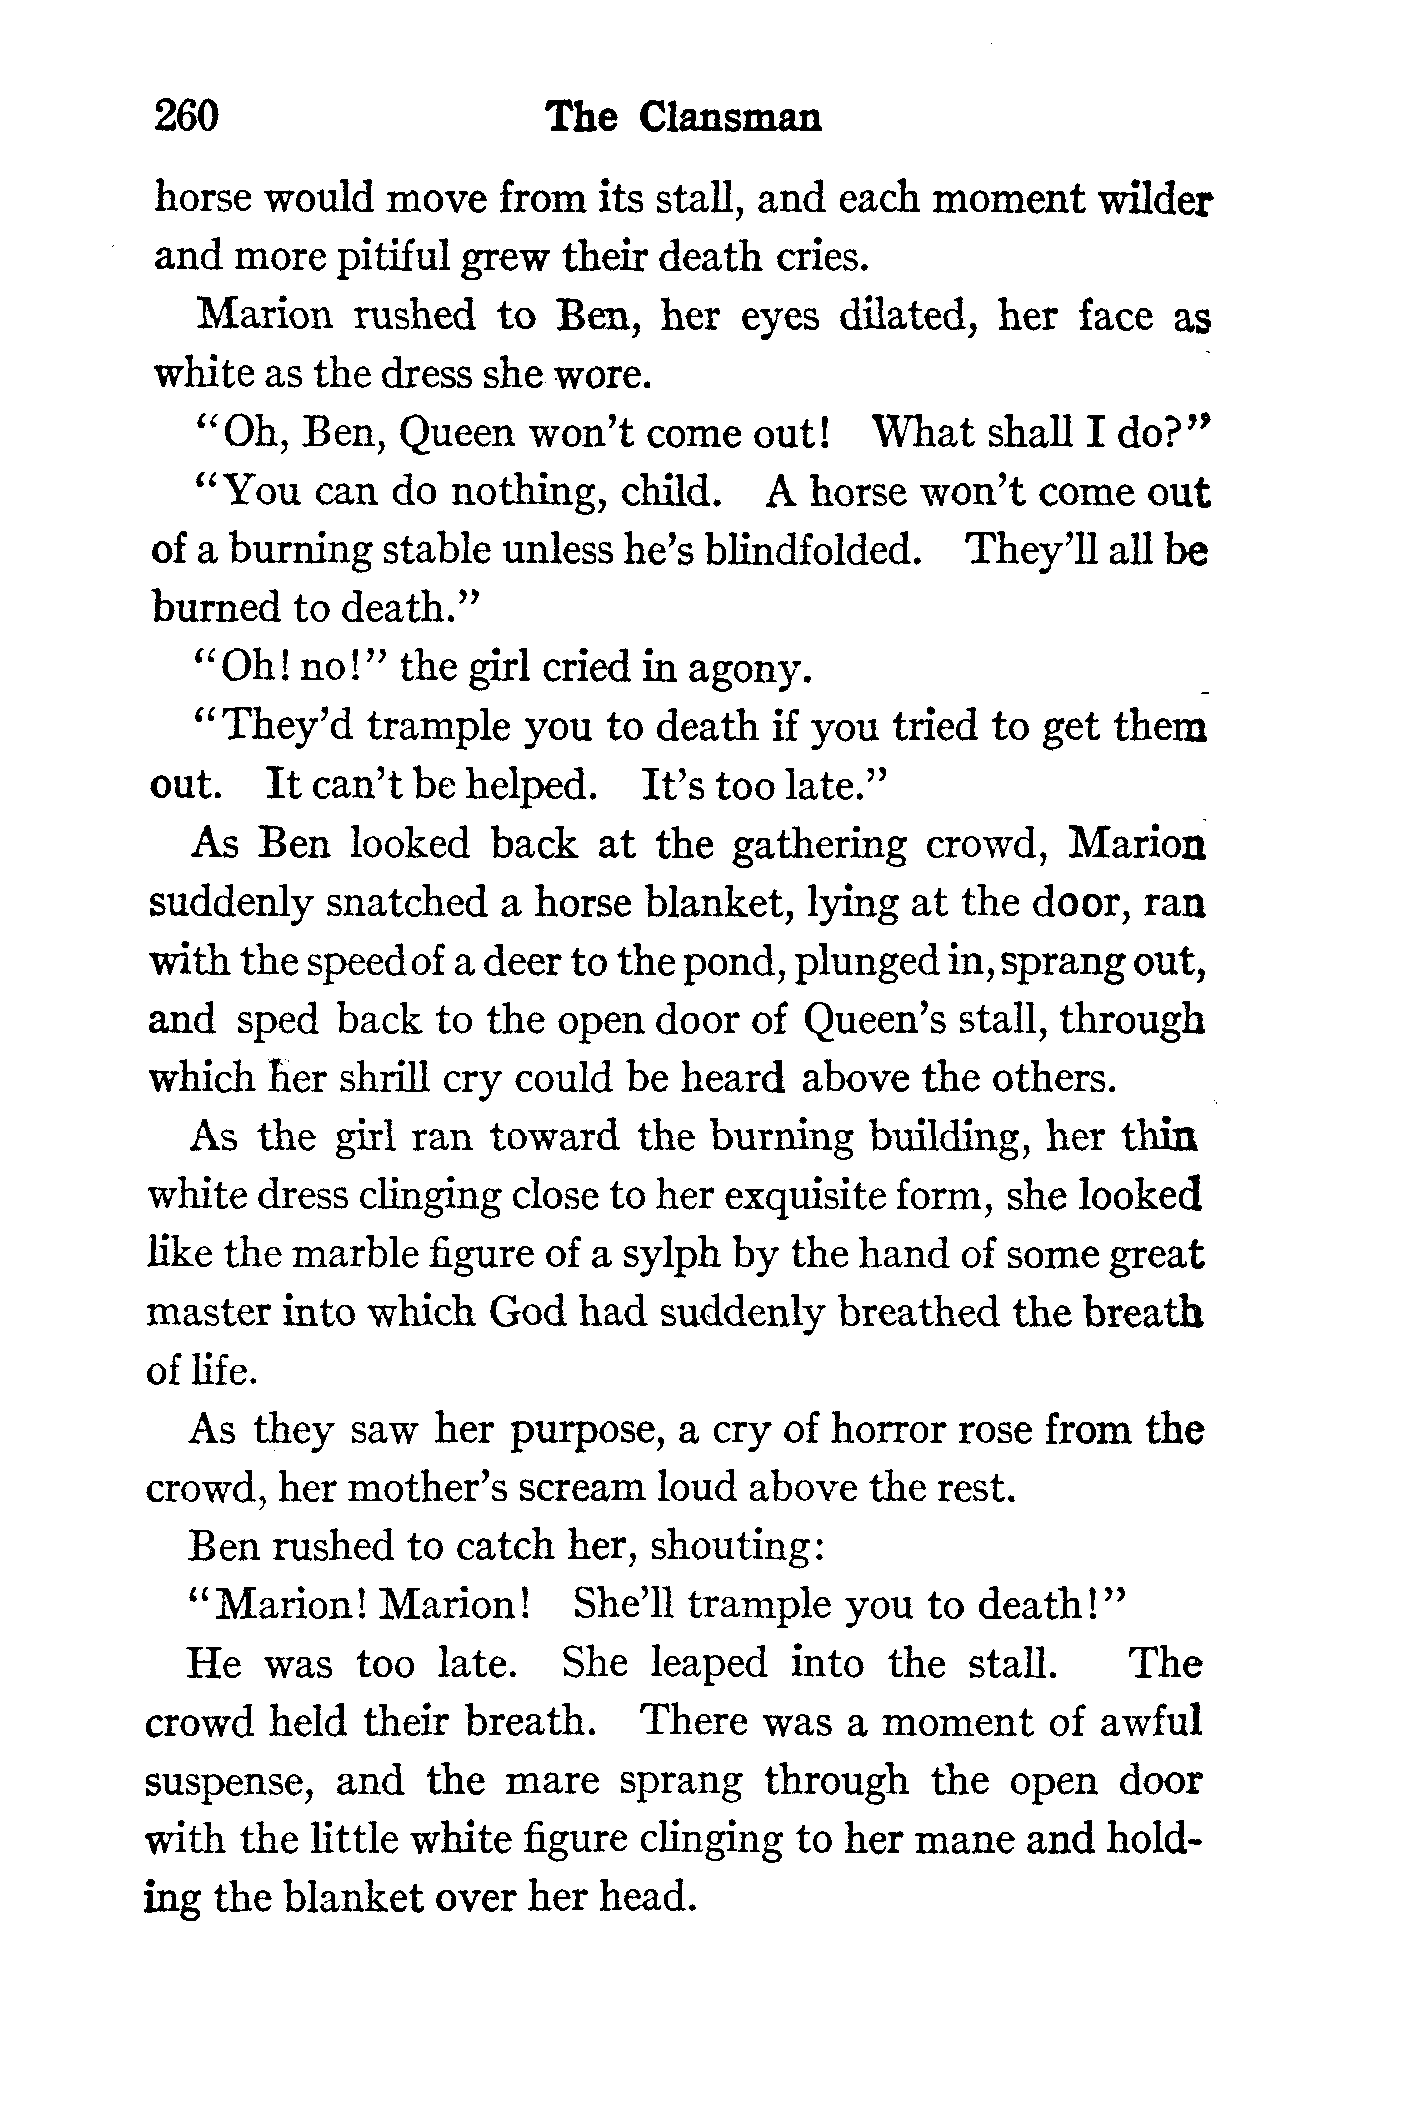 260 The Clansman
horse would move from its stall, and each moment wilder
and more pitiful grew their death cries.
Marion rushed to Ben, her eyes dilated, her face as
white as the dress she wore.
“Oh, Ben, Queen won’t come out! What shall I do?”
“You can do nothing, child. A horse won’t come out
of a burning stable unless he’s blindfolded. They’ll all be
burned to death.”
“Oh! no!” the girl cried in agony.
“They’d trample you to death if you tried to get them
out. It can’t be helped. It’s too late.”
As Ben looked back at the gathering crowd, Marion
suddenly snatched a horse blanket, lying at the door, ran
with the speed of a deer to the pond, plunged in, sprang out,
and sped back to the open door of Queen’s stall, through
which her shrill cry could be heard above the others.
As the girl ran toward the burning building, her thin
white dress clinging close to her exquisite form, she looked
like the marble figure of a sylph by the hand of some great
master into which God had suddenly breathed the breath
of life.
As they saw her purpose, a cry of horror rose from the
crowd, her mother’s scream loud above the rest.
Ben rushed to catch her, shouting:
“Marion! Marion! She’ll trample you to death!”
He was too late. She leaped into the stall. The
crowd held their breath. There was a moment of awful
suspense, and the mare sprang through the open door
with the little white figure clinging to her mane and hold-
ing the blanket over her head.